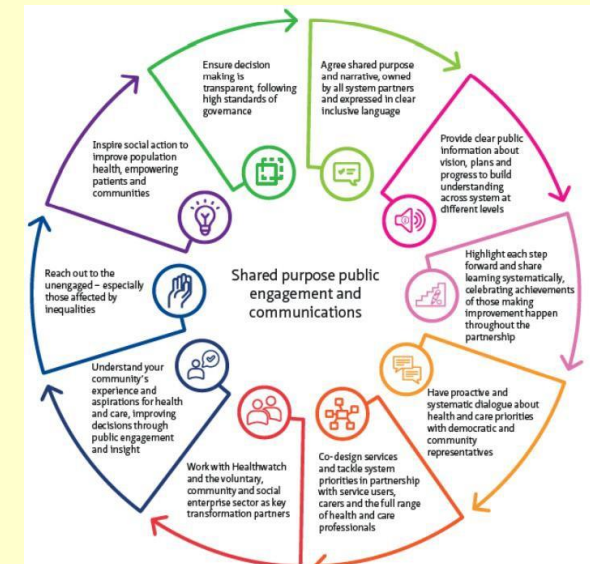 Shared purpose public
engagement and
communications
Agree shared purpose
and narrative, owned
by all system partners
and expressed in clear
inclusive language
Provide clear public
information about
vision, plans and
progress to build
understanding
across system at
different levels
Highlight each step
forward and share
learning systematically,
celebrating achievements
of those making
improvement happen
throughout the
partnership
Have proactive and
systematic dialogue about
health and care priorities
with democratic and
community
representatives
Co-design services
and tackle system
priorities in partnership
with service users,
carers and the full range
of health and care
professionals
Work with Healthwatch
and the voluntary,
community and social
enterprise sector as key
transformation partners
Understand your
community's
experience and
aspirations for health
and care, improving
decisions through
public engagement
and insight
Reach out to the
unengaged – especially
those affected by
inequalities
Inspire social action to
improve population
health, empowering
patients and
communities
Ensure decision
making is
transparent, following
high standards of
governance